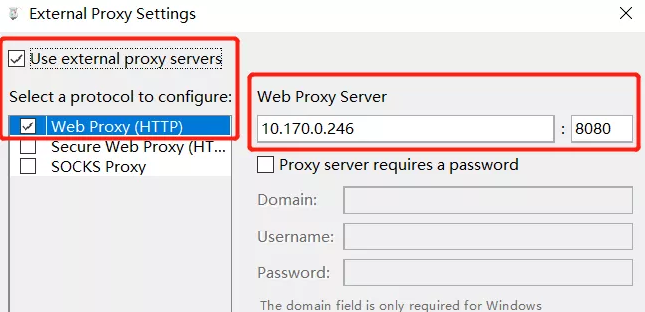 External Proxy Settings
Use external proxy servers
Select a protocol to configure:
Web Proxy (HTTP)
Secure Web Proxy (HT...
SOCKS Proxy
Web Proxy Server
10.170.0.246 : 8080
Proxy server requires a password
Domain:
Username:
Password:
The domain field is only required for Windows